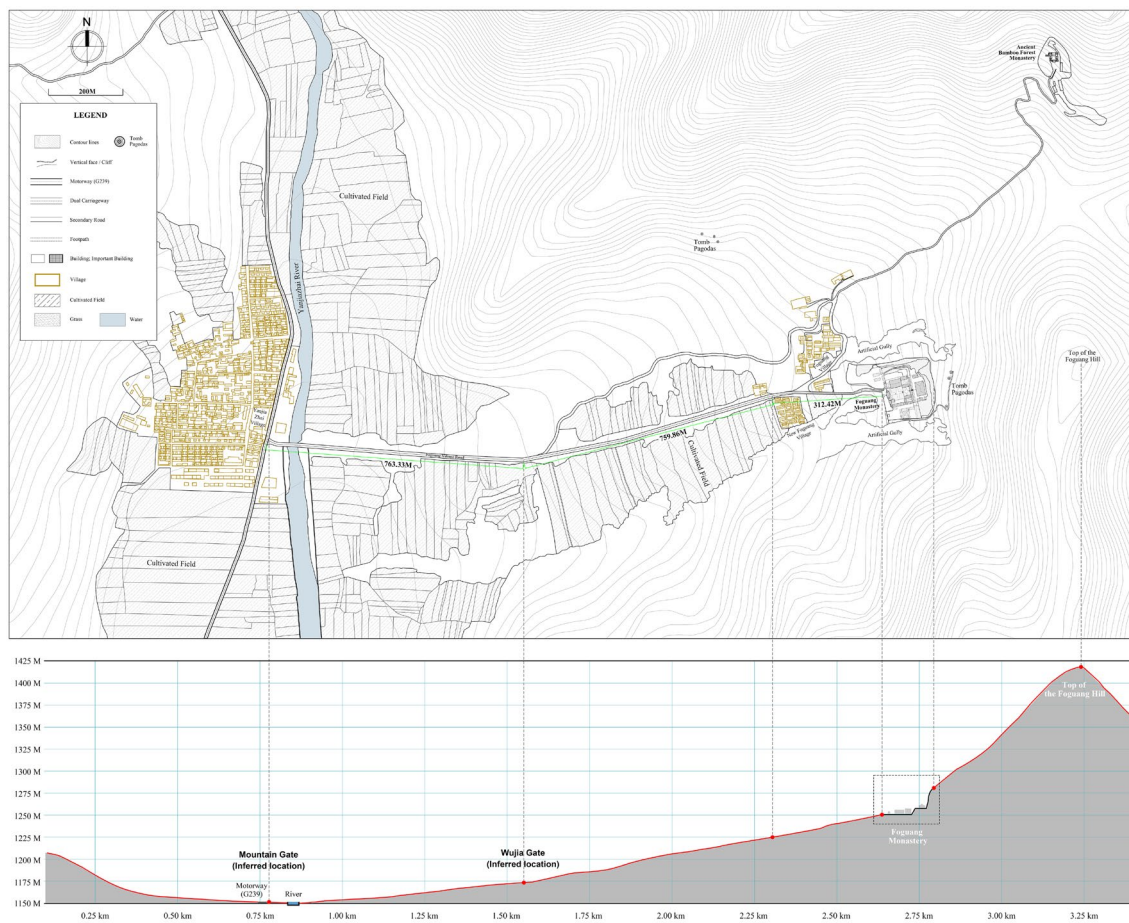 N
200M
LEGEND
Contour lines
Tomb
Pagodas
Vertical face / Cliff
Motorway (G239)
Dual Carriageway
Secondary Road
Footpath
Building; Important Building
Village
Cultivated Field
Grass
Water
Ancient
Bamboo Forest
Monastery
Cultivated Field
Yanjiazhai River
Tomb
Pagodas
Artificial Gully
Top of the
Foguang Hill
Foguang
Village
Tomb
Pagodas
Foguang
Monastery
312.42M
759.86M
New Foguang
Village
Artificial Gully
Zhai
Village
763.33M
Cultivated Field
Cultivated Field
1425 M
1400 M
1375 M
1350 M
1325 M
1300 M
1275 M
1250 M
1225 M
1200 M
1175 M
1150 M
Top of
the Foguang Hill
Foguang
Monastery
Mountain Gate
(Inferred location)
Wujia Gate
(Inferred location)
Motorway
(G239)
River
0.25 km
0.50 km
0.75 km
1.00 km
1.25 km
1.50 km
1.75 km
2.00 km
2.25 km
2.50 km
2.75 km
3.00 km
3.25 km